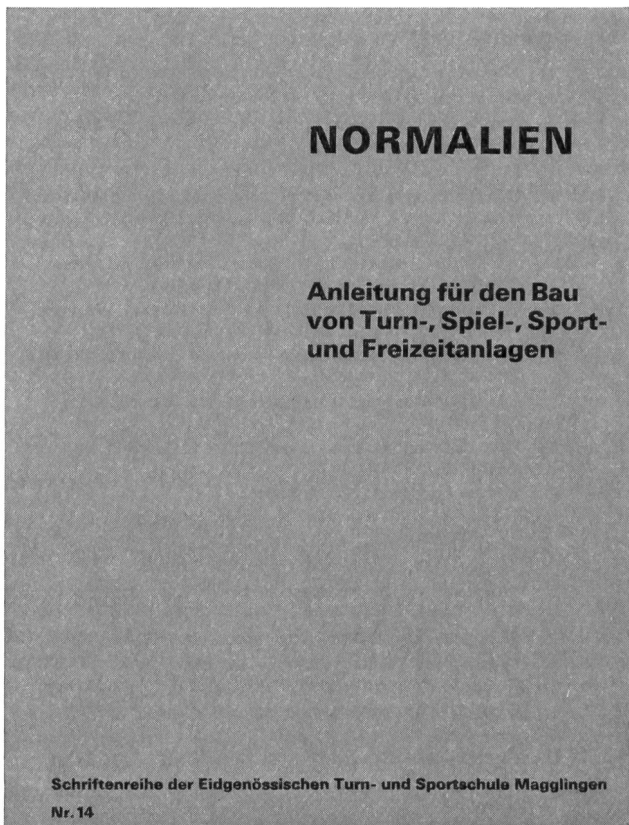 NORMALIEN
Anleitung für den Bau
von Turn-, Spiel-, Sport-
und Freizeitanlagen
Schriftenreihe der Eidgenössischen Turn- und Sportschule Magglingen
Nr. 14